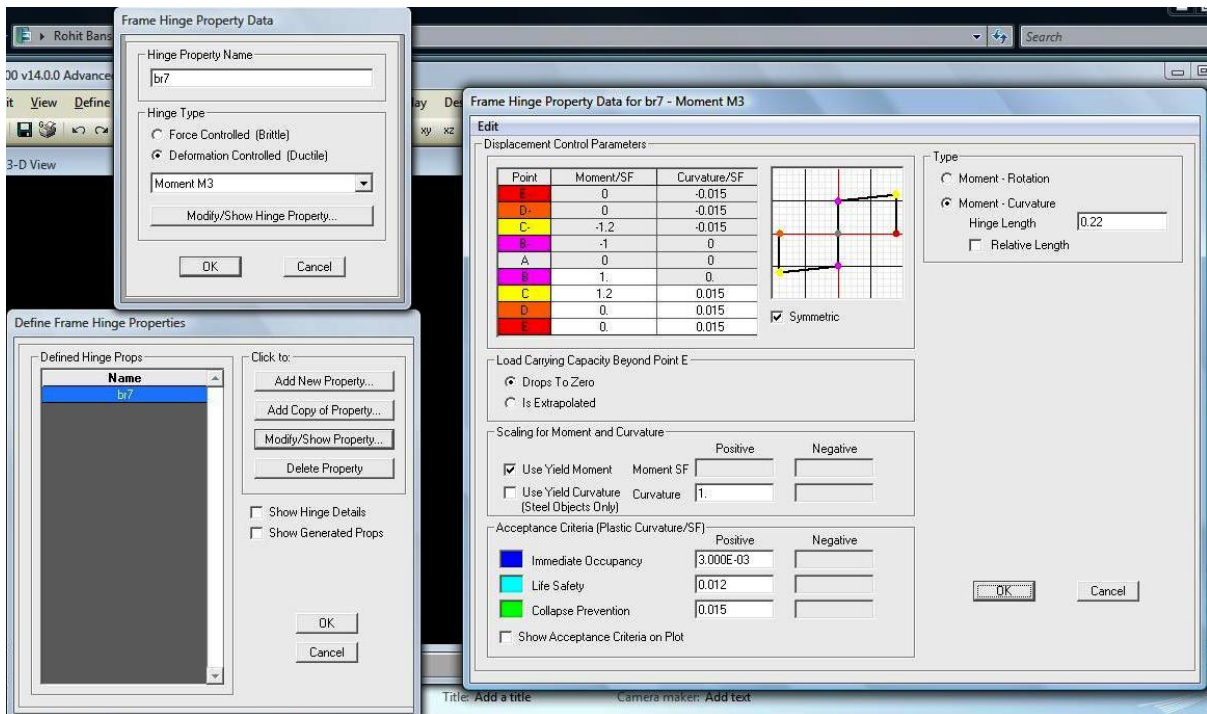 Rohit Bans
Search
00 v14.0.0 Advance
it View Define
lay De
xy xz
3-D View
Frame Hinge Property Data
Hinge Property Name
br7
Hinge Type
Force Controlled (Brittle)
Deformation Controlled (Ductile)
Moment M3
Modify/Show Hinge Property...
OK Cancel
Define Frame Hinge Properties
Defined Hinge Props
Name
br7
Click to:
Add New Property...
Add Copy of Property...
Modify/Show Property...
Delete Property
Show Hinge Details
Show Generated Props
OK
Cancel
Frame Hinge Property Data for br7 - Moment M3
Edit
Displacement Control Parameters
Point Moment/SF Curvature/SF
E- 0 -0.015
D- 0 -0.015
C- -1.2 -0.015
B- -1 0
A 0 0
B 1. 0.
C 1.2 0.015
D 0. 0.015
E 0. 0.015
Symmetric
Type
Moment - Rotation
Moment - Curvature
Hinge Length 0.22
Relative Length
Load Carrying Capacity Beyond Point E
Drops To Zero
Is Extrapolated
Scaling for Moment and Curvature
Positive Negative
Use Yield Moment Moment SF
Use Yield Curvature Curvature 1.
(Steel Objects Only)
Acceptance Criteria (Plastic Curvature/SF)
Positive Negative
Immediate Occupancy 3.000E-03
Life Safety 0.012
Collapse Prevention 0.015
Show Acceptance Criteria on Plot
OK Cancel
Title: Add a title Camera maker: Add text